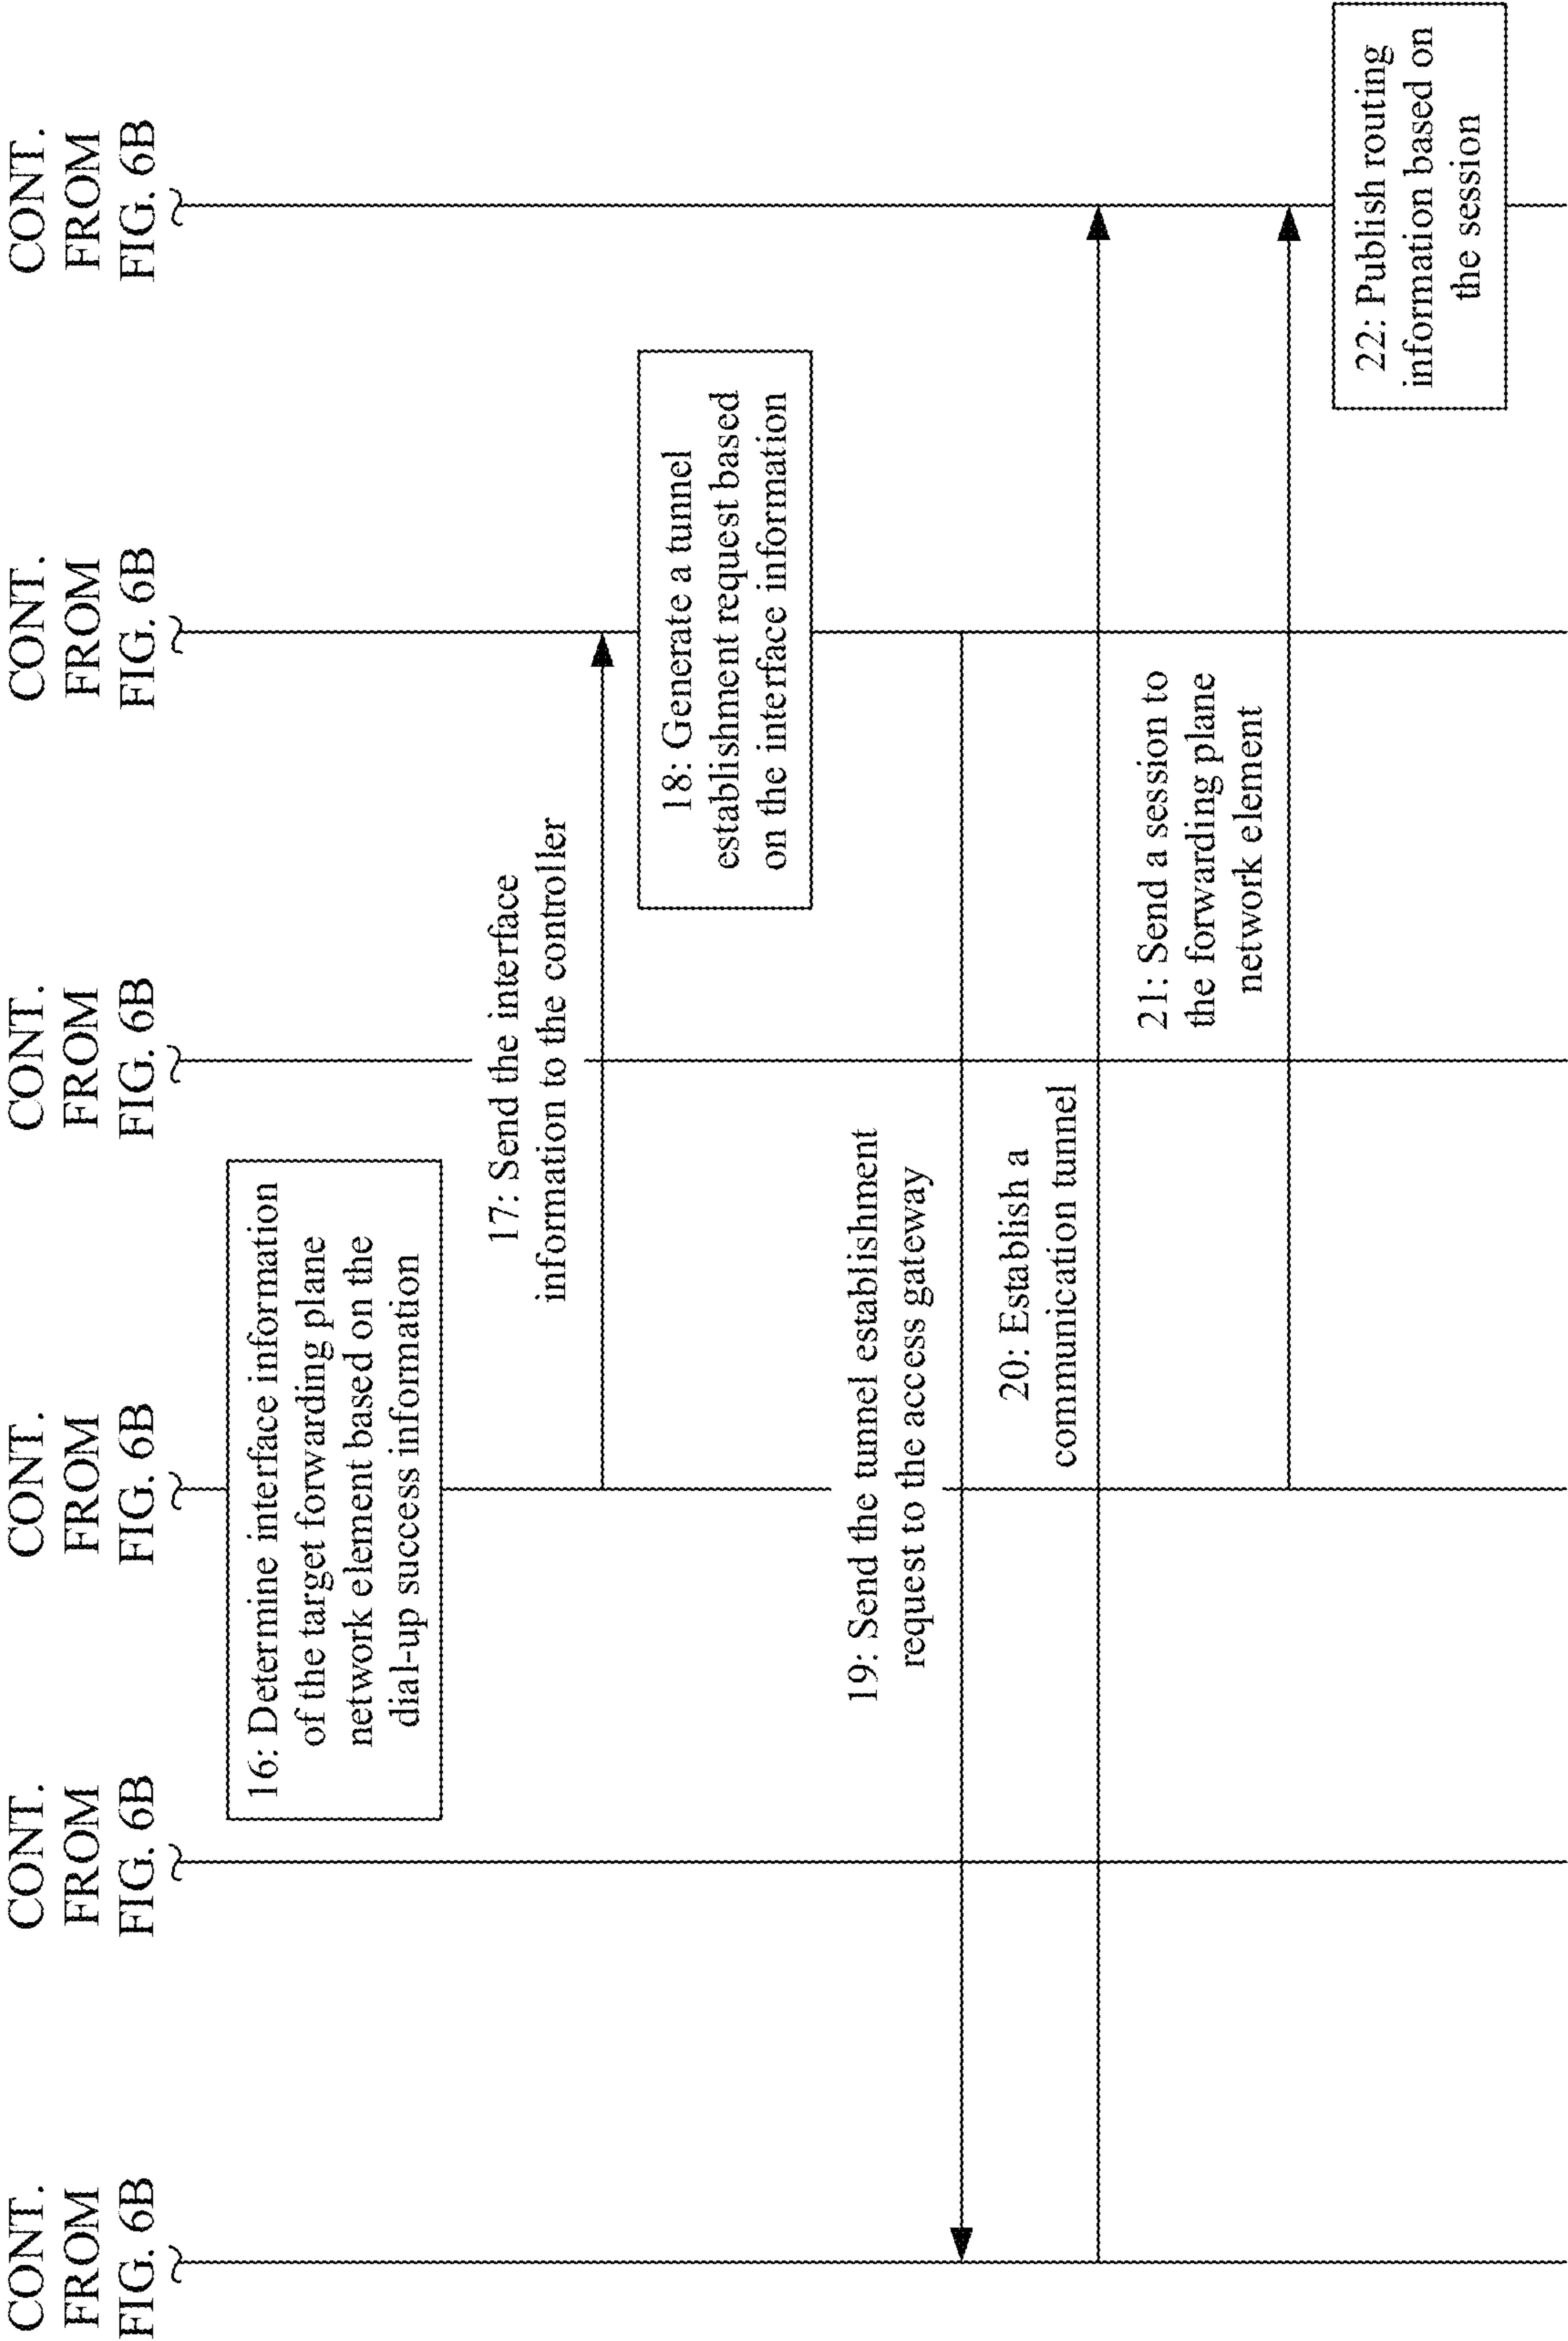 CONT.
FROM
FIG. 6B
CONT.
FROM
FIG. 6B
CONT.
FROM
FIG. 6B
CONT.
FROM
FIG. 6B
CONT.
FROM
FIG. 6B
CONT.
FROM
FIG. 6B
16: Determine interface information
of the target forwarding plane
network element based on the
dial-up success information
17: Send the interface
information to the controller
18: Generate a tunnel
establishment request based
on the interface information
19: Send the tunnel establishment
request to the access gateway
20: Establish a
communication tunnel
21: Send a session to
the forwarding plane
network element
22: Publish routing
information based on
the session